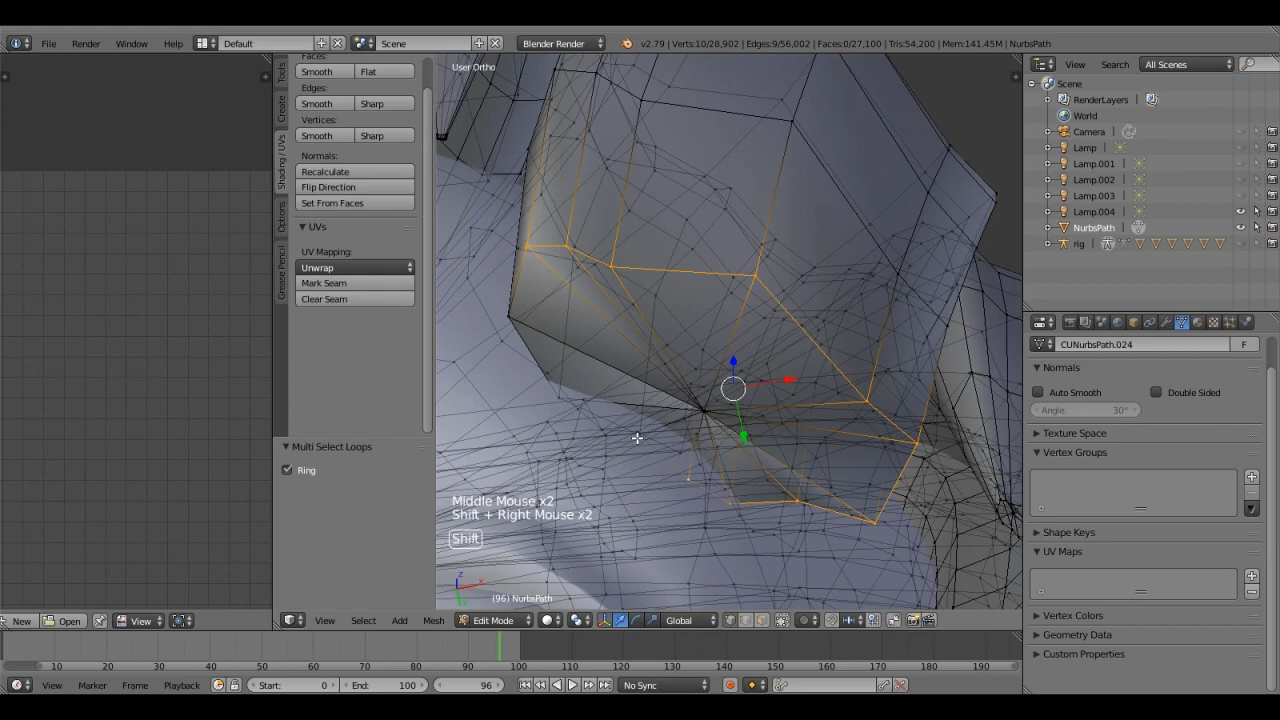 File Render Window Help Default Scene Blender Render v2.79 | Verts:10/28,902 | Edges:9/56,002 | Faces:0/27,100 | Tris:54,200 | Mem:141.45M | NurbsPath
Tools
Create
Shading / UVs
Options
Grease Pencil
Faces:
Smooth Flat
Edges:
Smooth Sharp
Vertices:
Smooth Sharp
Normals:
Recalculate
Flip Direction
Set From Faces
UVs
UV Mapping:
Unwrap
Mark Seam
Clear Seam
Multi Select Loops
Ring
User Ortho
Middle Mouse x2
Shift + Right Mouse x2
Shift
z
x
y
(96) NurbsPath
View Search All Scenes
Scene
RenderLayers
World
Camera
Lamp
Lamp.001
Lamp.002
Lamp.003
Lamp.004
NurbsPath
rig
CUNurbsPath.024 F
Normals
Auto Smooth Double Sided
Angle: 30°
Texture Space
Vertex Groups
Shape Keys
UV Maps
Vertex Colors
Geometry Data
Custom Properties
New Open View
View Select Add Mesh Edit Mode Global
10 20 30 40 50 60 70 80 90 100 110 120 130 140 150 160 170 180 190
View Marker Frame Playback Start: 0 End: 100 96 No Sync